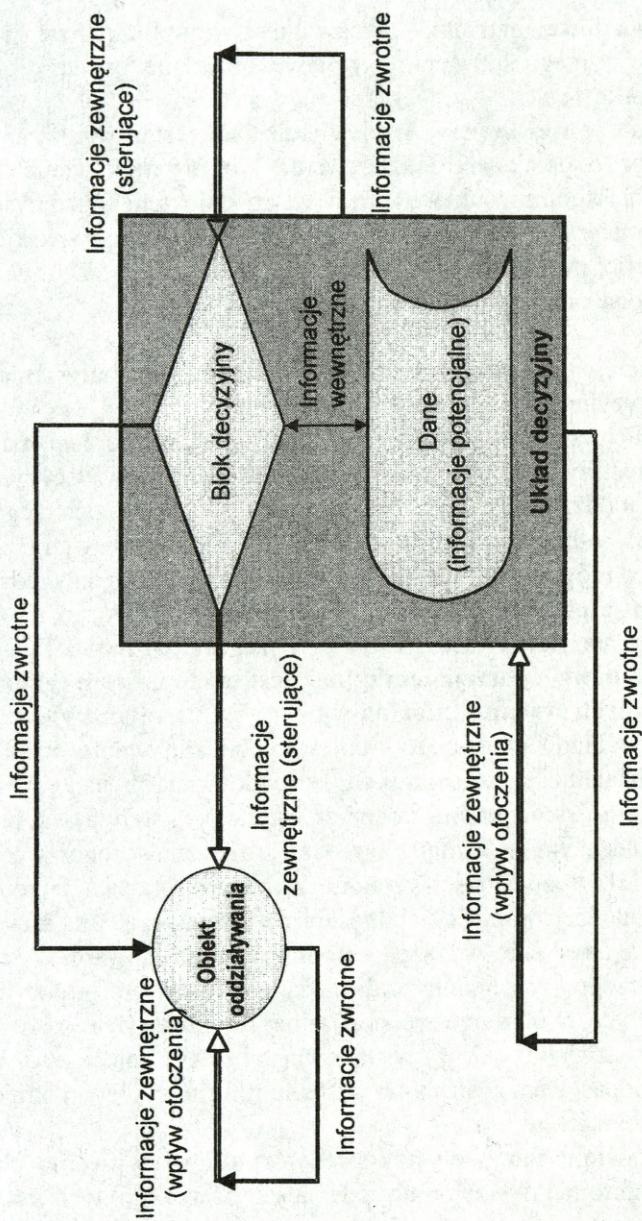 Informacje zewnętrzne
(wpływ otoczenia)
Obiekt
oddziaływania
Informacje zwrotne
Informacje zwrotne
Informacje
zewnętrzne (sterujące)
Informacje zewnętrzne
(sterujące)
Blok decyzyjny
Informacje
wewnętrzne
Informacje zwrotne
Dane
(informacje potencjalne)
Układ decyzyjny
Informacje zewnętrzne
(wpływ otoczenia)
Informacje zwrotne